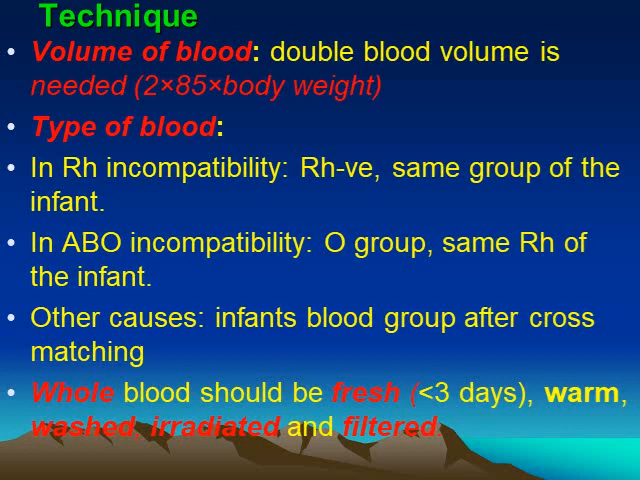 Technique
• Volume of blood: double blood volume is
needed (2×85×body weight)
• Type of blood:
• In Rh incompatibility: Rh-ve, same group of the
infant.
• In ABO incompatibility: O group, same Rh of
the infant.
• Other causes: infants blood group after cross
matching
• Whole blood should be fresh (<3 days), warm,
washed, irradiated and filtered.